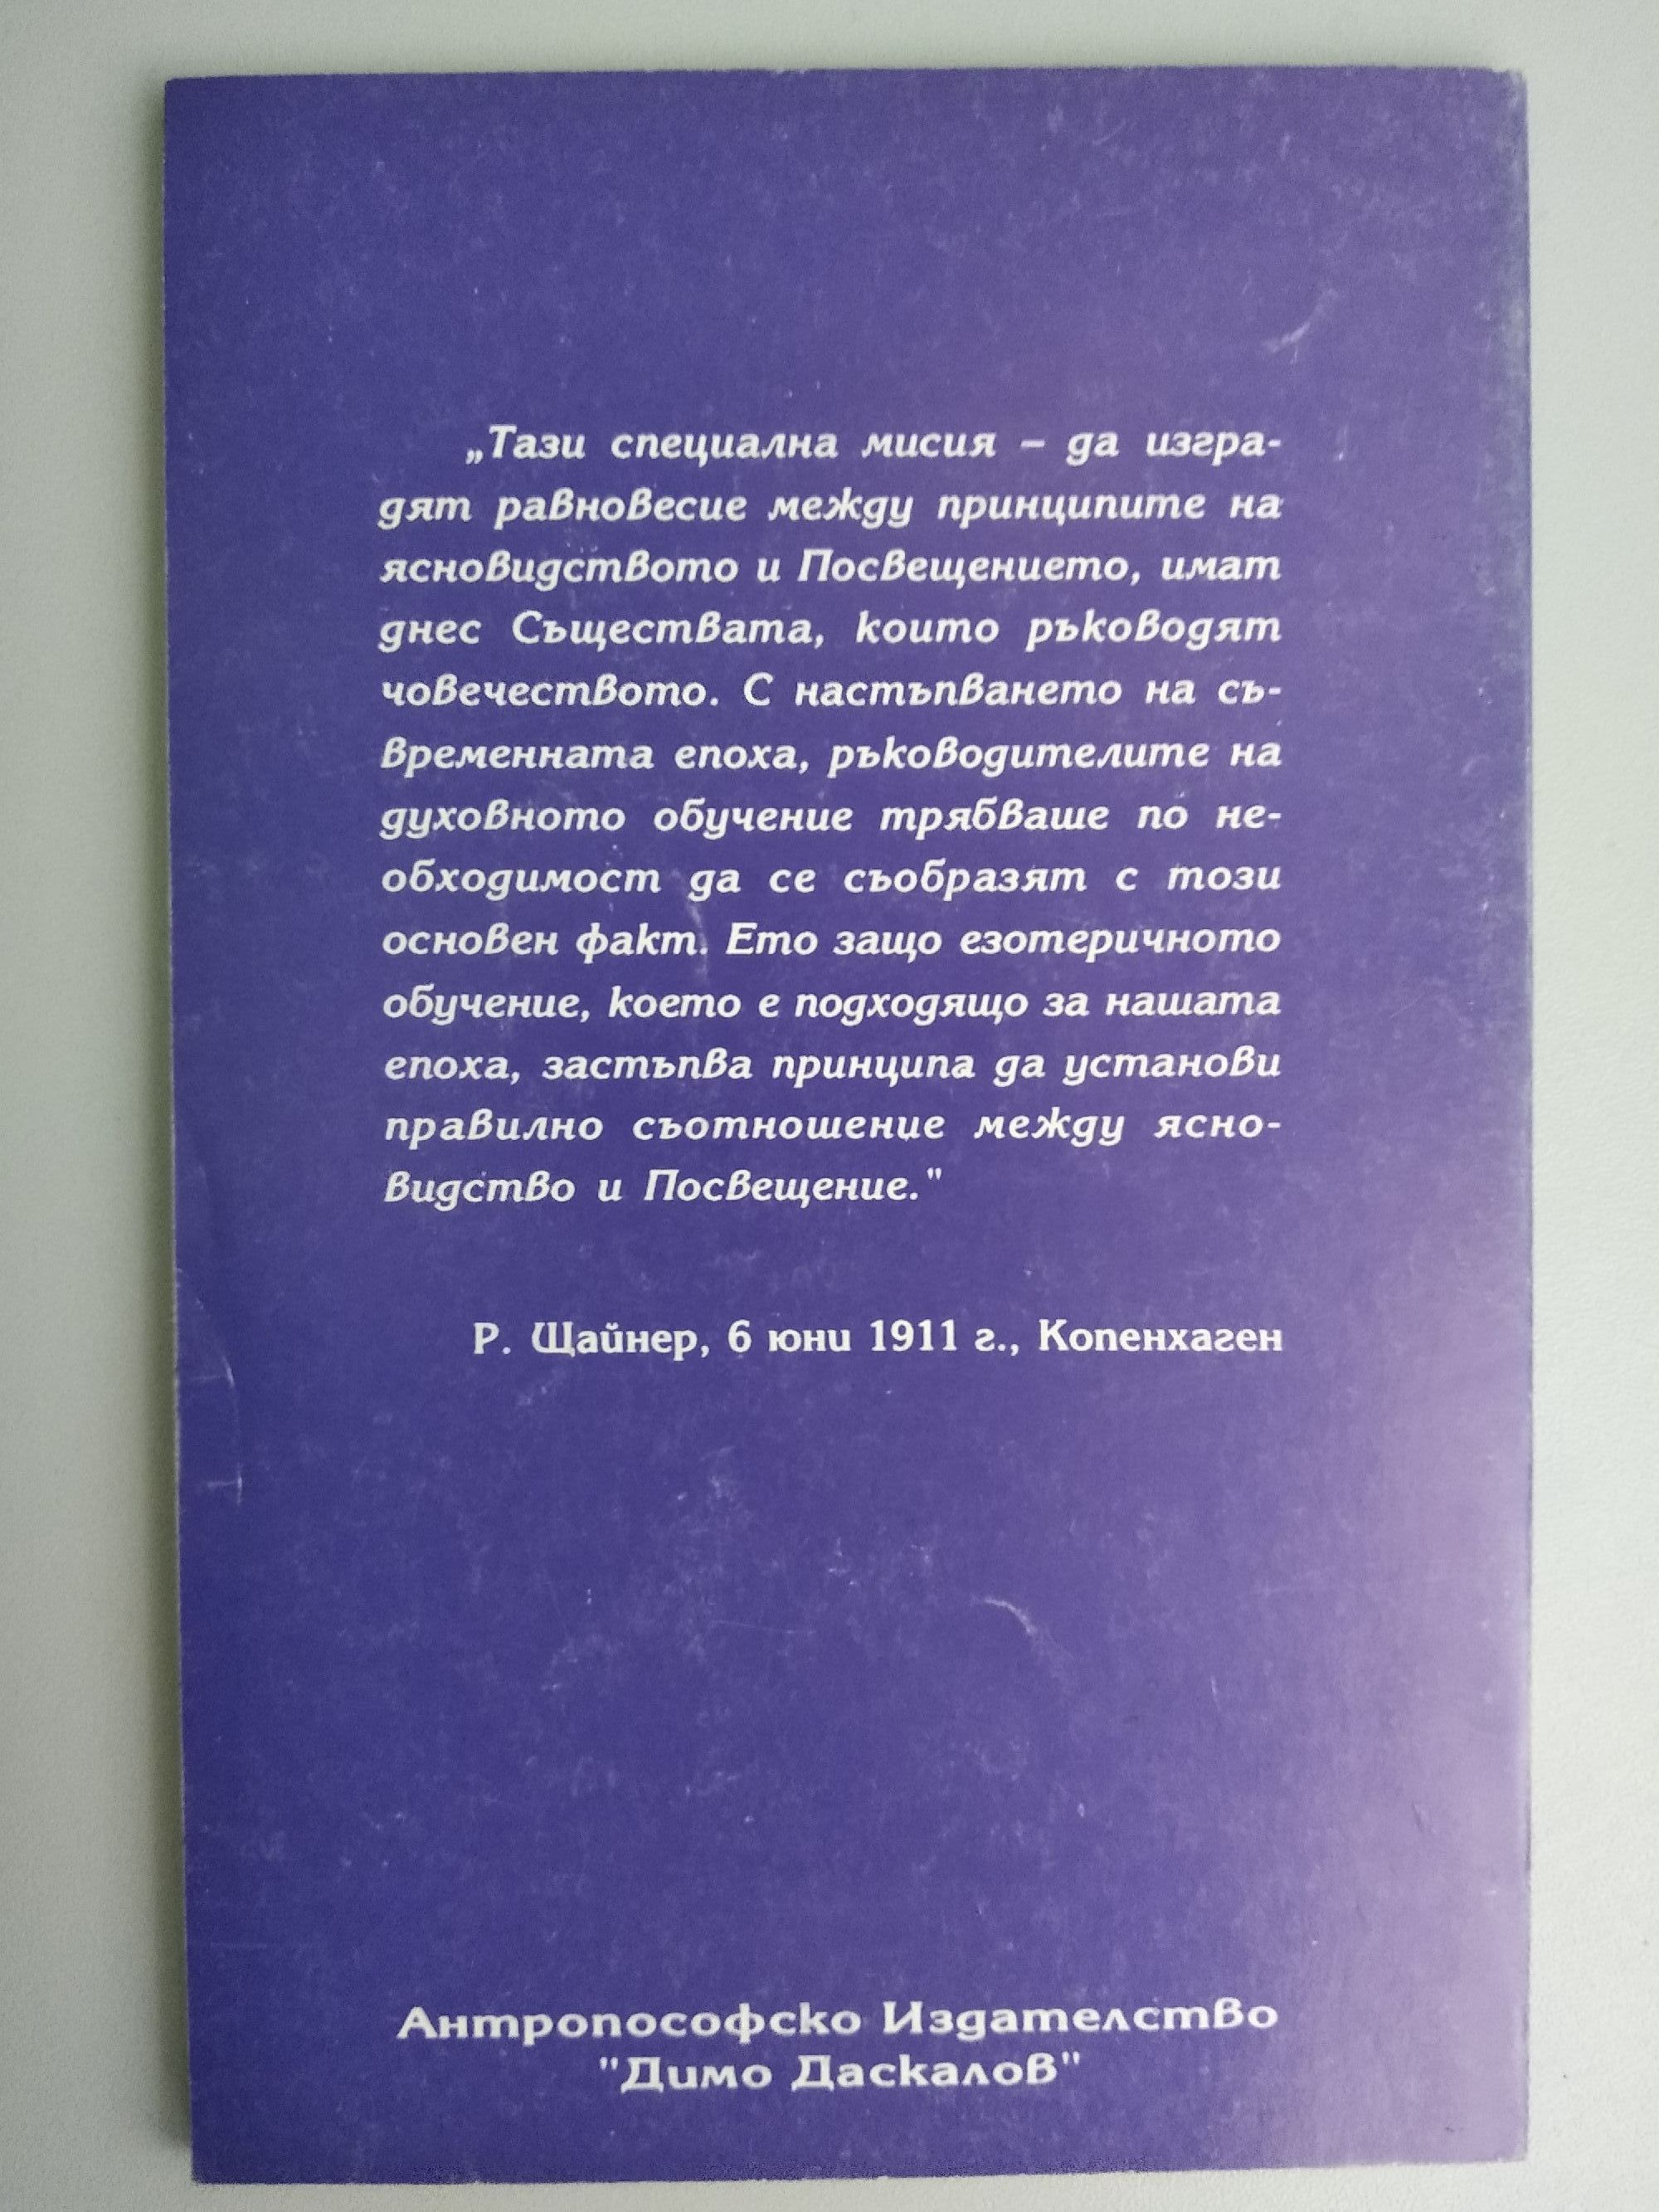 „Тази специална мисия – да изгра-
дят равновесие между принципите на
ясновидството и Посвещението, имат
днес Съществата, които ръководят
човечеството. С настъпването на съ-
временната епоха, ръководителите на
духовното обучение трябваше по не-
обходимост да се съобразят с този
основен факт. Ето защо езотеричното
обучение, което е подходящо за нашата
епоха, застъпва принципа да установи
правилно съотношение между ясно-
видство и Посвещение."
Р. Щайнер, 6 юни 1911 г., Копенхаген
Антропософско Издателство
"Димо Даскалов"